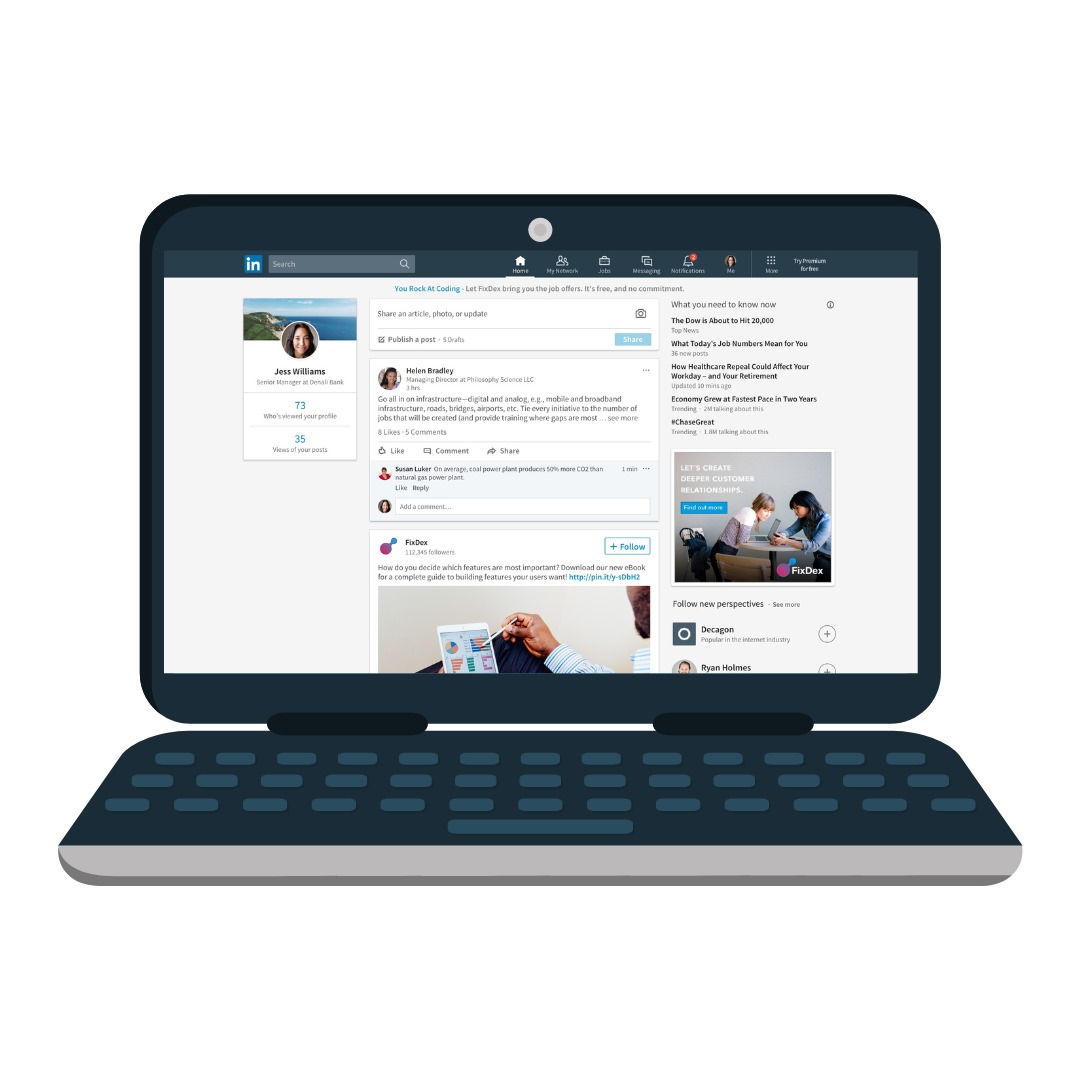 in
Search
Home
My Network
Jobs
Messaging
2
Notifications
Me
More
Try Premium
for free
You Rock At Coding - Let FixDex bring you the job offers. It's free, and no commitment.
Jess Williams
Senior Manager at Denali Bank
73
Who's viewed your profile
35
Views of your posts
Share an article, photo, or update
Publish a post · 5 Drafts
Share
Helen Bradley
Managing Director at Philosophy Science LLC
3 hrs
Go all in on infrastructure—digital and analog, e.g., mobile and broadband
infrastructure, roads, bridges, airports, etc. Tie every initiative to the number of
jobs that will be created (and provide training where gaps are most ... see more
8 Likes · 5 Comments
Like
Comment
Share
Susan Luker On average, coal power plant produces 50% more CO2 than
natural gas power plant.
1 min
Like Reply
Add a comment...
FixDex
112,345 followers
+ Follow
How do you decide which features are most important? Download our new eBook
for a complete guide to building features your users want! http://pin.it/y-sDbH2
What you need to know now
The Dow is About to Hit 20,000
Top News
What Today's Job Numbers Mean for You
36 new posts
How Healthcare Repeal Could Affect Your
Workday – and Your Retirement
Updated 10 mins ago
Economy Grew at Fastest Pace in Two Years
Trending · 2M talking about this
#ChaseGreat
Trending · 1.8M talking about this
LET'S CREATE
DEEPER CUSTOMER
RELATIONSHIPS.
Find out more
FixDex
Follow new perspectives · See more
Decagon
Popular in the internet industry
Ryan Holmes